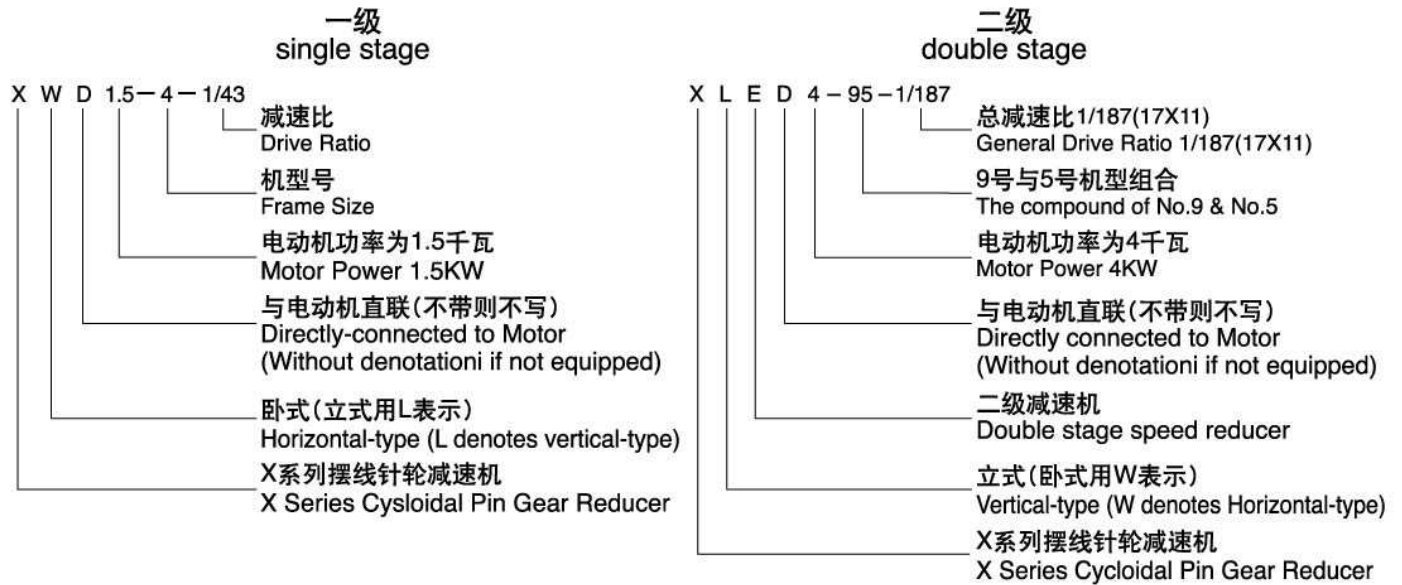 一级
single stage
X W D 1.5－4－1/43
减速比
Drive Ratio
机型号
Frame Size
电动机功率为1.5千瓦
Motor Power 1.5KW
与电动机直联(不带则不写)
Directly-connected to Motor
(Without denotationi if not equipped)
卧式(立式用L表示)
Horizontal-type (L denotes vertical-type)
X系列摆线针轮减速机
X Series Cysloidal Pin Gear Reducer
二级
double stage
X L E D 4－95－1/187
总减速比1/187(17X11)
General Drive Ratio 1/187(17X11)
9号与5号机型组合
The compound of No.9 & No.5
电动机功率为4千瓦
Motor Power 4KW
与电动机直联(不带则不写)
Directly connected to Motor
(Without denotationi if not equipped)
二级减速机
Double stage speed reducer
立式(卧式用W表示)
Vertical-type (W denotes Horizontal-type)
X系列摆线针轮减速机
X Series Cycloidal Pin Gear Reducer